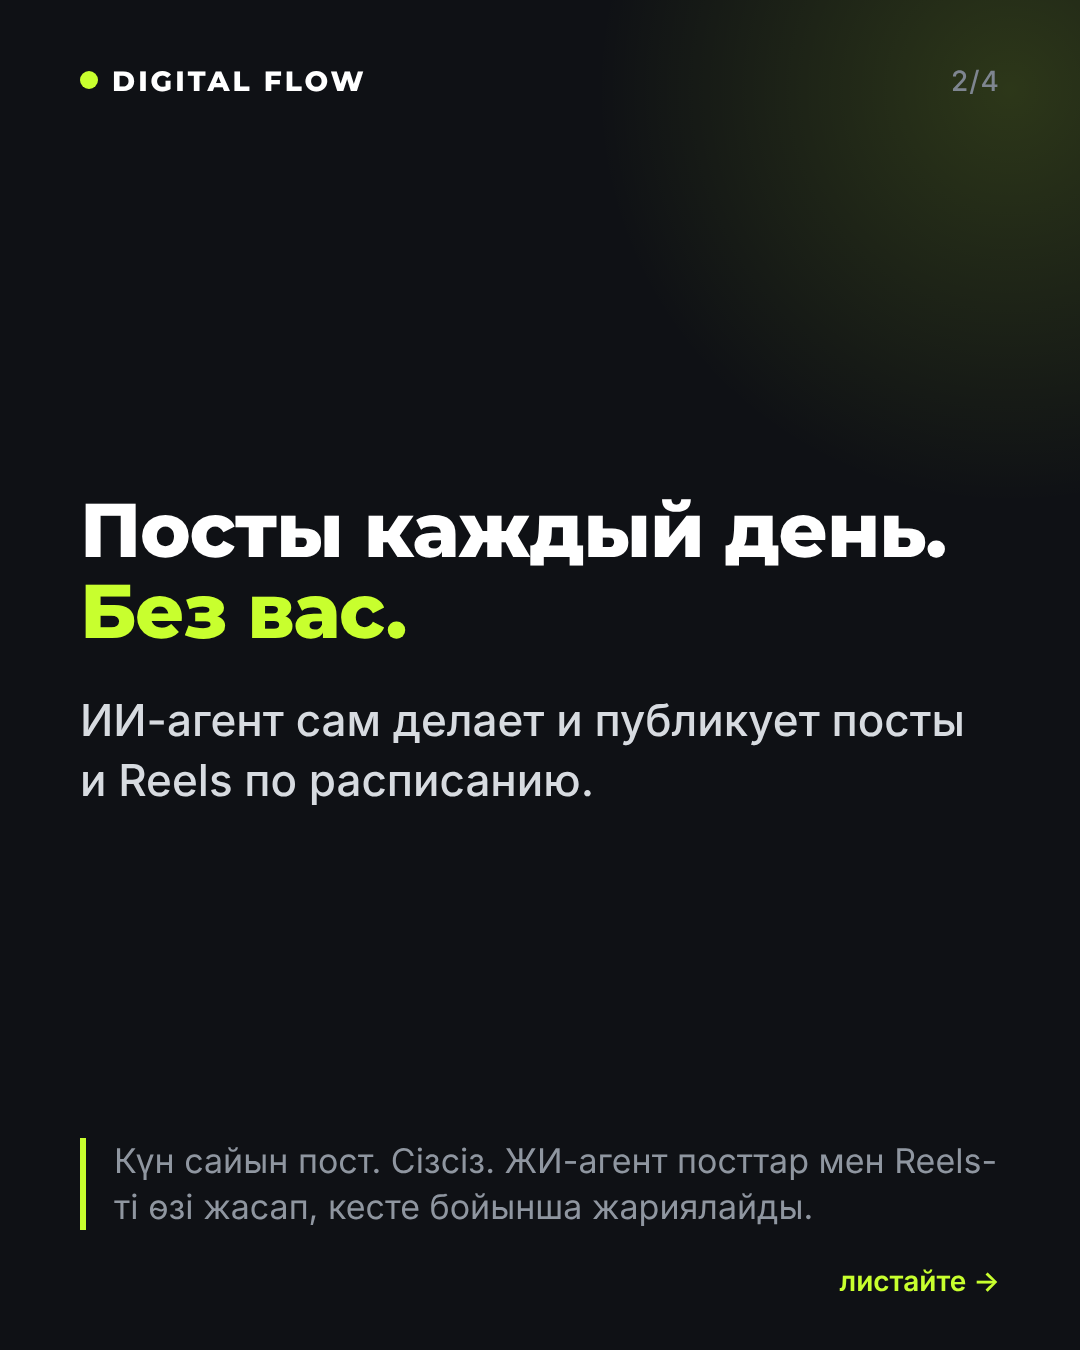 DIGITAL FLOW
2/4
Посты каждый день.
Без вас.
ИИ-агент сам делает и публикует посты
и Reels по расписанию.
Күн сайын пост. Сізсіз. ЖИ-агент посттар мен Reels-
ті өзі жасап, кесте бойынша жариялайды.
листайте →